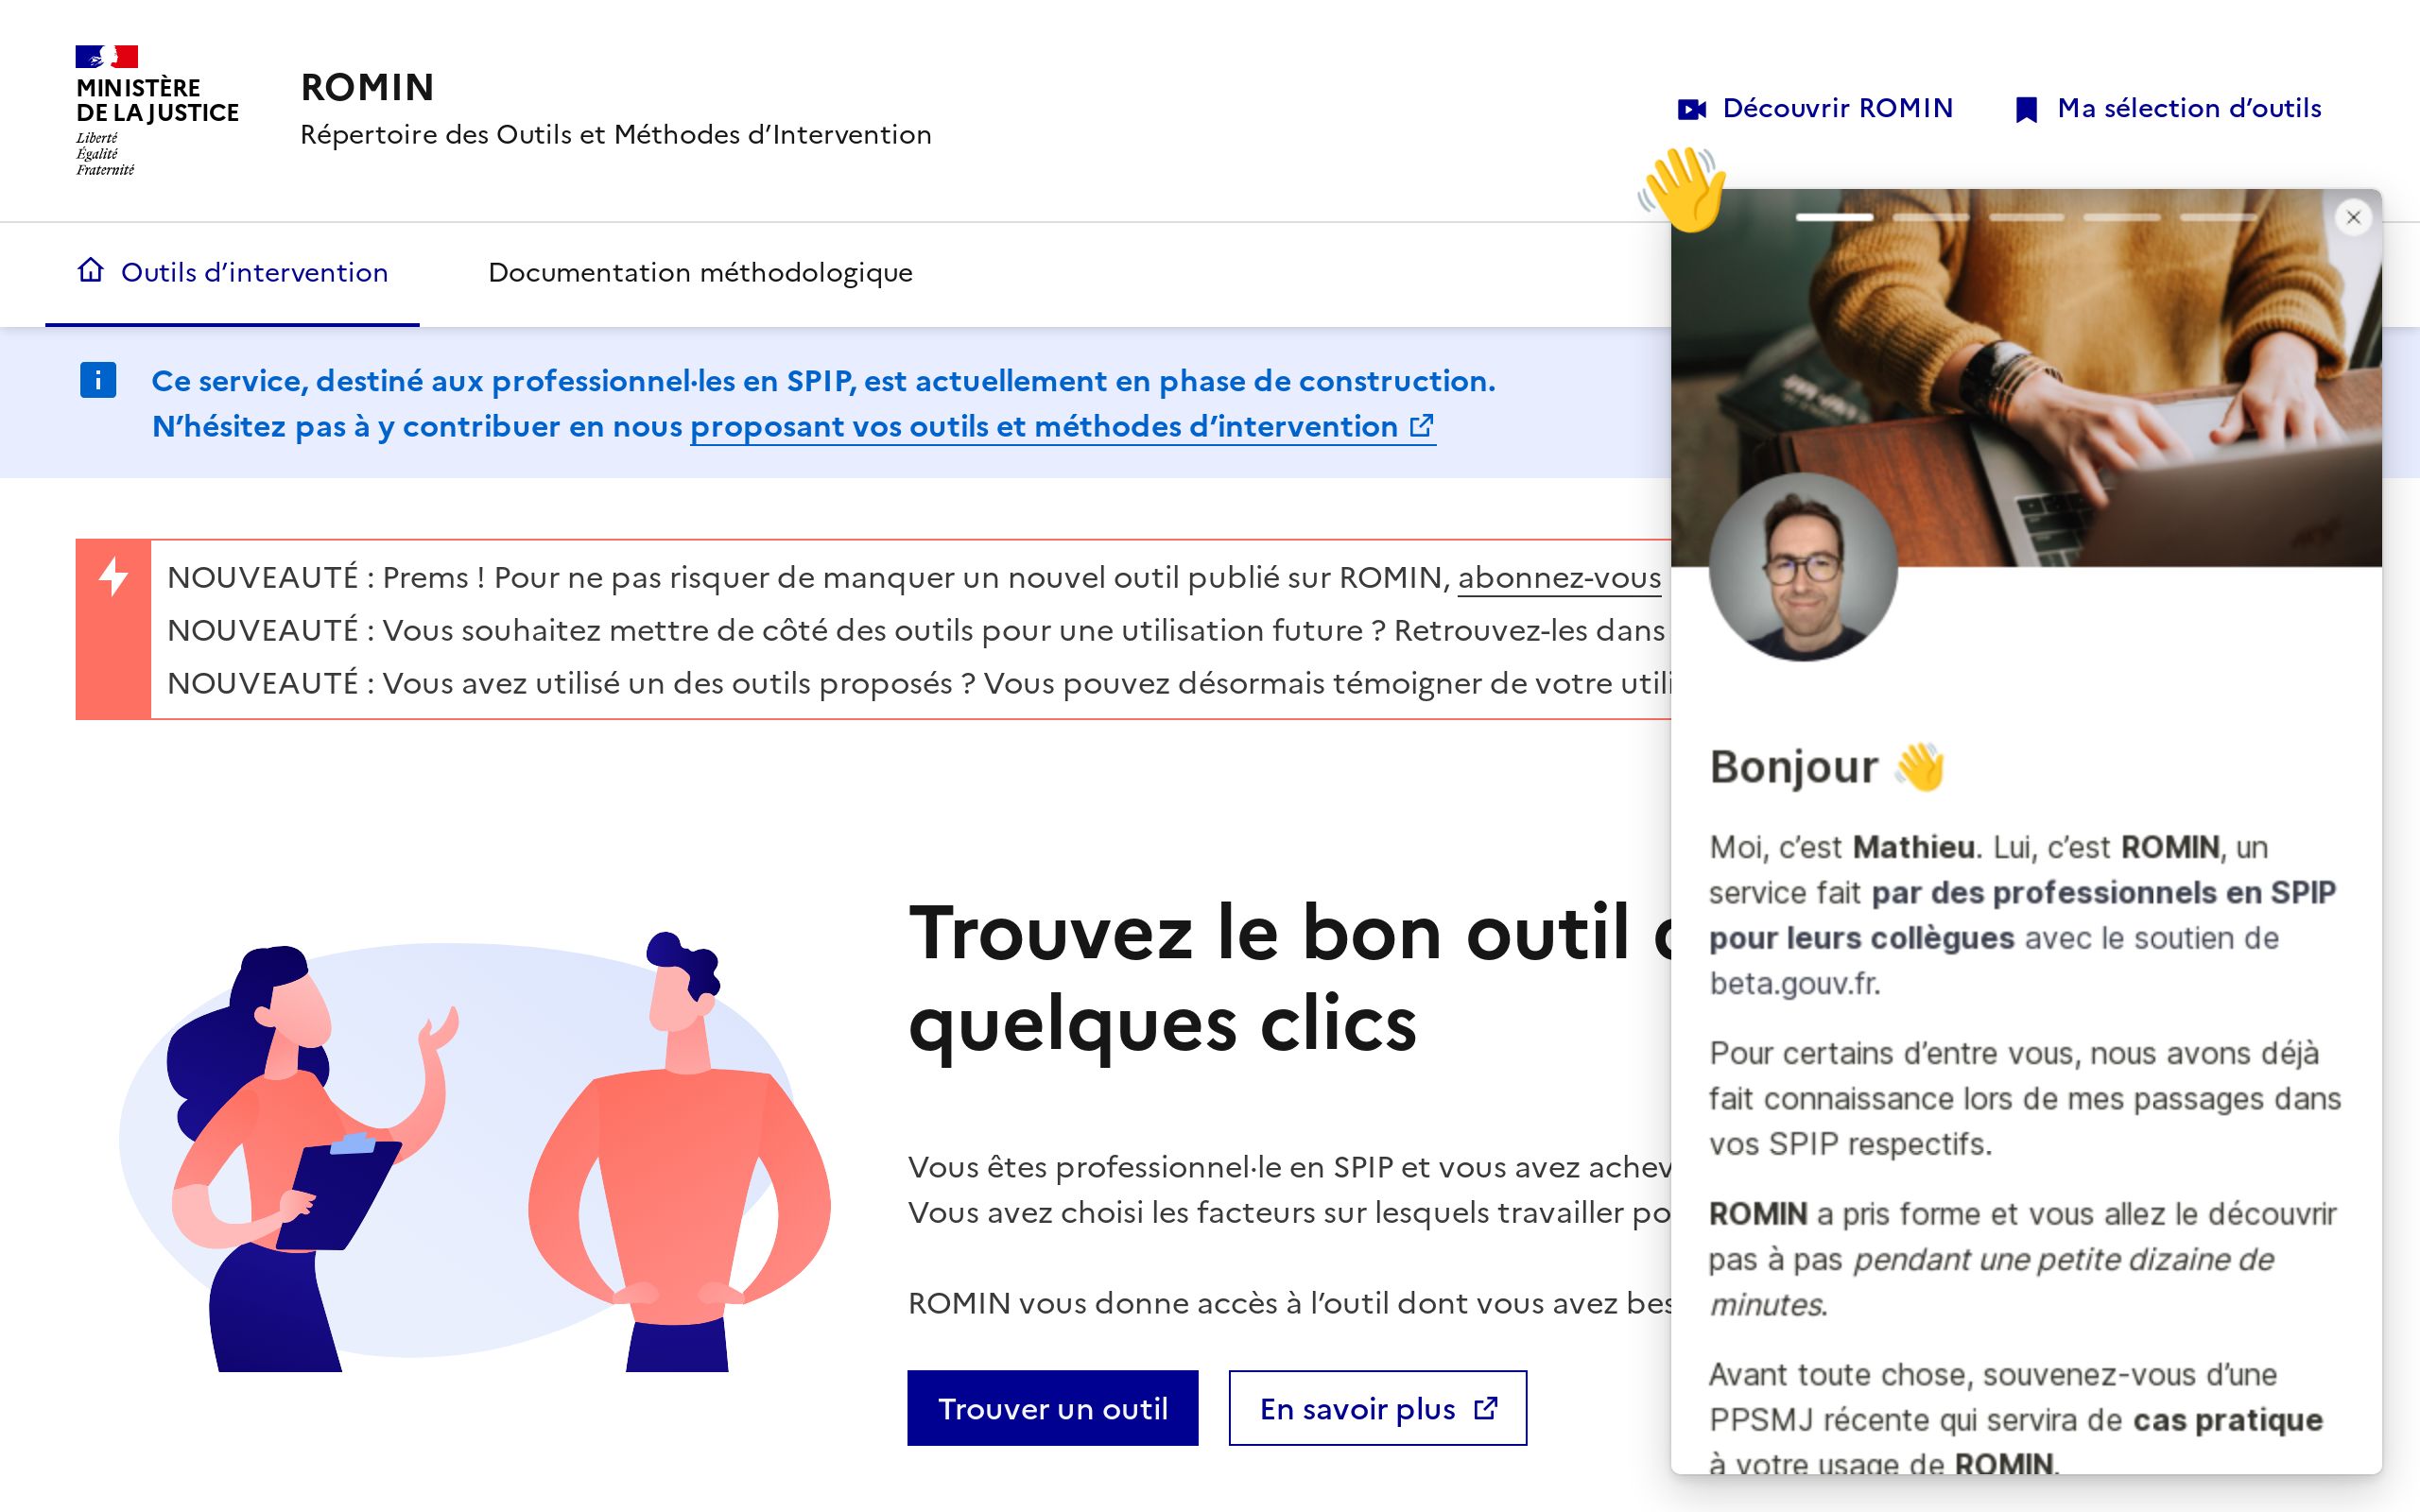 MINISTÈRE
DE LA JUSTICE
Liberté
Égalité
Fraternité
ROMIN
Répertoire des Outils et Méthodes d’Intervention
Découvrir ROMIN
Ma sélection d’outils
Outils d’intervention
Documentation méthodologique
Ce service, destiné aux professionnel·les en SPIP, est actuellement en phase de construction.
N’hésitez pas à y contribuer en nous proposant vos outils et méthodes d’intervention
NOUVEAUTÉ : Prems ! Pour ne pas risquer de manquer un nouvel outil publié sur ROMIN, abonnez-vous
NOUVEAUTÉ : Vous souhaitez mettre de côté des outils pour une utilisation future ? Retrouvez-les dans
NOUVEAUTÉ : Vous avez utilisé un des outils proposés ? Vous pouvez désormais témoigner de votre
Trouvez le bon outil
quelques clics
Vous êtes professionnel·le en SPIP et vous avez
Vous avez choisi les facteurs sur lesquels travailler
ROMIN vous donne accès à l’outil dont vous avez
Trouver un outil
En savoir plus
Bonjour 👋
Moi, c’est Mathieu. Lui, c’est ROMIN, un
service fait par des professionnels en SPIP
pour leurs collègues avec le soutien de
beta.gouv.fr.
Pour certains d’entre vous, nous avons déjà
fait connaissance lors de mes passages dans
vos SPIP respectifs.
ROMIN a pris forme et vous allez le découvrir
pas à pas pendant une petite dizaine de
minutes.
Avant toute chose, souvenez-vous d’une
PPSMJ récente qui servira de cas pratique
à votre usage de ROMIN.